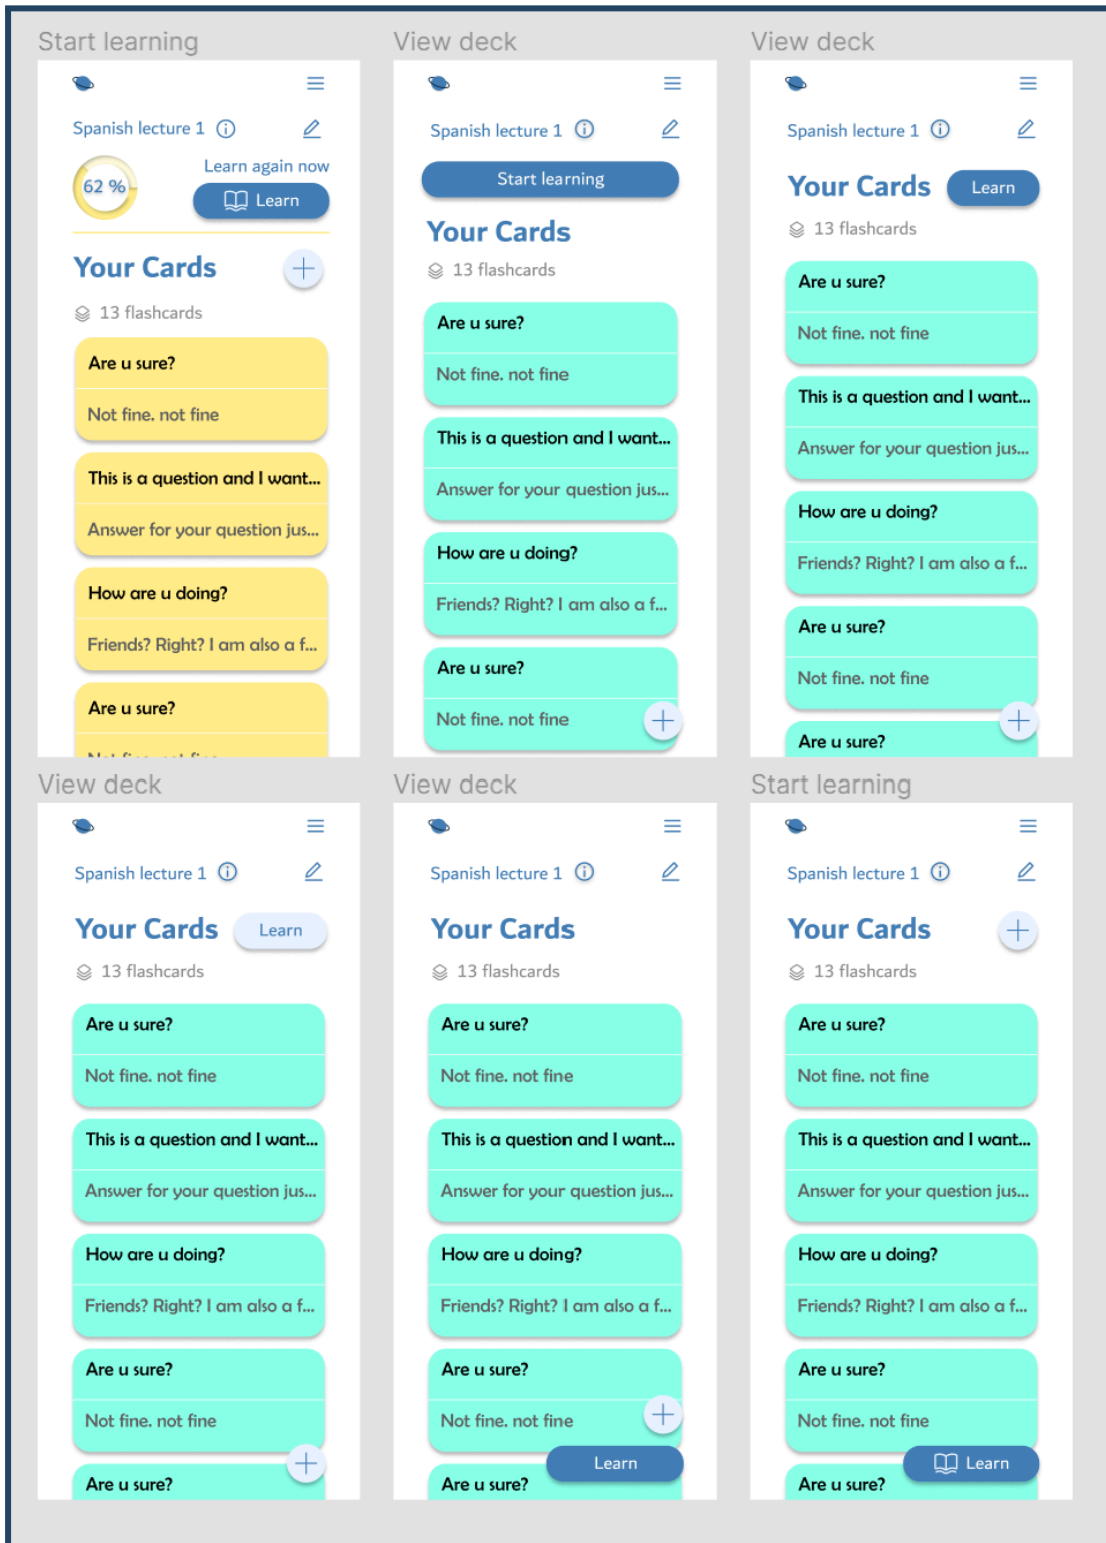 Start learning
Spanish lecture 1
62 %
Learn again now
Learn
Your Cards
13 flashcards
Are u sure?
Not fine. not fine
This is a question and I want...
Answer for your question jus...
How are u doing?
Friends? Right? I am also a f...
Are u sure?
Not fine. not fine
View deck
Spanish lecture 1
Start learning
Your Cards
13 flashcards
Are u sure?
Not fine. not fine
This is a question and I want...
Answer for your question jus...
How are u doing?
Friends? Right? I am also a f...
Are u sure?
Not fine. not fine
View deck
Spanish lecture 1
Your Cards
Learn
13 flashcards
Are u sure?
Not fine. not fine
This is a question and I want...
Answer for your question jus...
How are u doing?
Friends? Right? I am also a f...
Are u sure?
Not fine. not fine
Are u sure?
View deck
Spanish lecture 1
Your Cards
Learn
13 flashcards
Are u sure?
Not fine. not fine
This is a question and I want...
Answer for your question jus...
How are u doing?
Friends? Right? I am also a f...
Are u sure?
Not fine. not fine
Are u sure?
View deck
Spanish lecture 1
Your Cards
13 flashcards
Are u sure?
Not fine. not fine
This is a question and I want...
Answer for your question jus...
How are u doing?
Friends? Right? I am also a f...
Are u sure?
Not fine. not fine
Learn
Are u sure?
Start learning
Spanish lecture 1
Your Cards
13 flashcards
Are u sure?
Not fine. not fine
This is a question and I want...
Answer for your question jus...
How are u doing?
Friends? Right? I am also a f...
Are u sure?
Not fine. not fine
Learn
Are u sure?